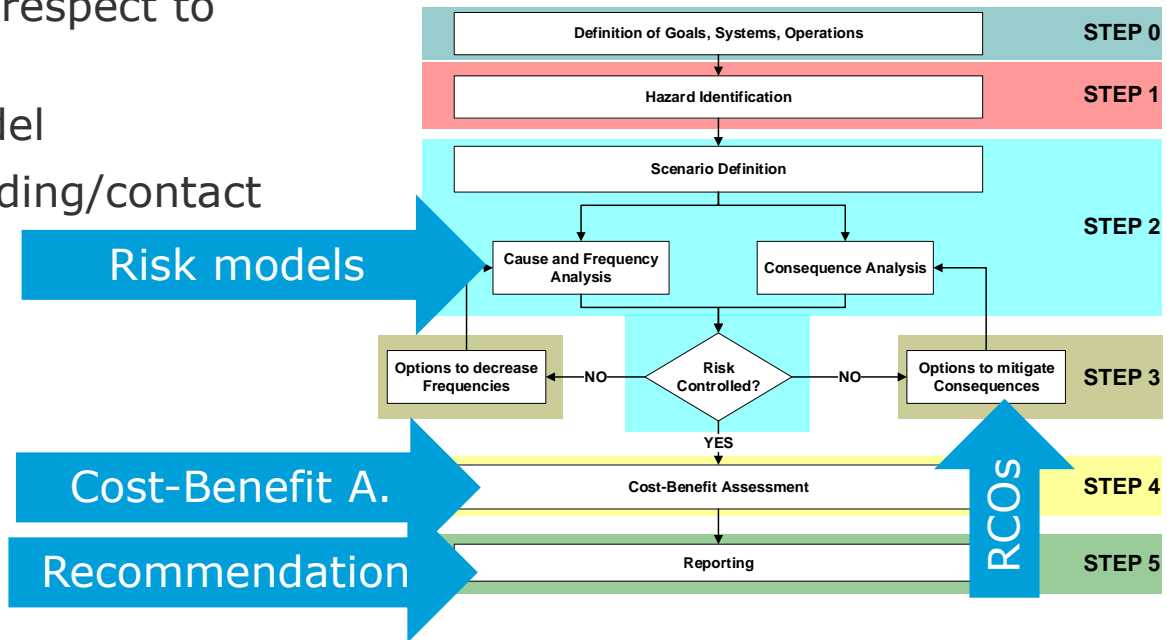 respect to
del
ding/contact
Definition of Goals, Systems, Operations
STEP 0
Hazard Identification
STEP 1
Scenario Definition
STEP 2
Risk models
Cause and Frequency
Analysis
Consequence Analysis
Options to decrease
Frequencies
NO
Risk
Controlled?
NO
Options to mitigate
Consequences
STEP 3
YES
Cost-Benefit A.
Cost-Benefit Assessment
RCOs
STEP 4
Recommendation
Reporting
STEP 5